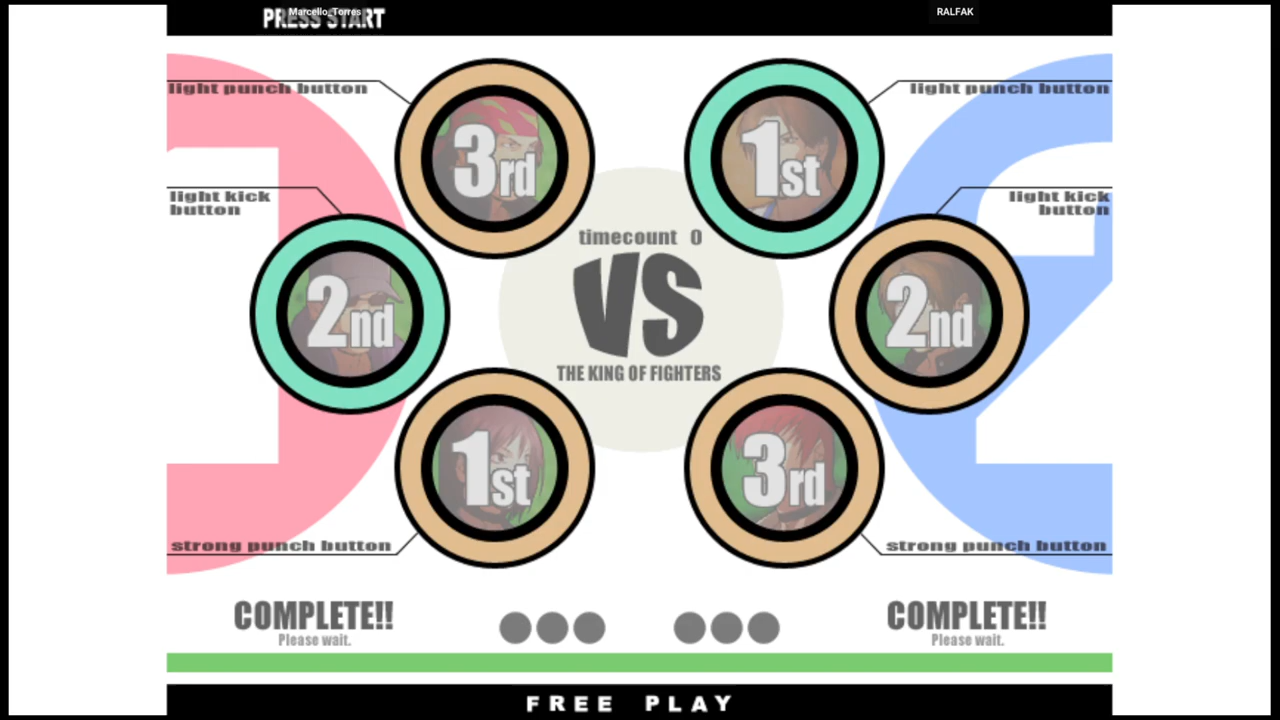 PRESS START
Marcello_Torres
RALFAK
light punch button
light punch button
3rd
1st
light kick
button
light kick
button
timecount 0
2nd
VS
2nd
THE KING OF FIGHTERS
1st
3rd
strong punch button
strong punch button
COMPLETE!!
Please wait.
COMPLETE!!
Please wait.
FREE PLAY